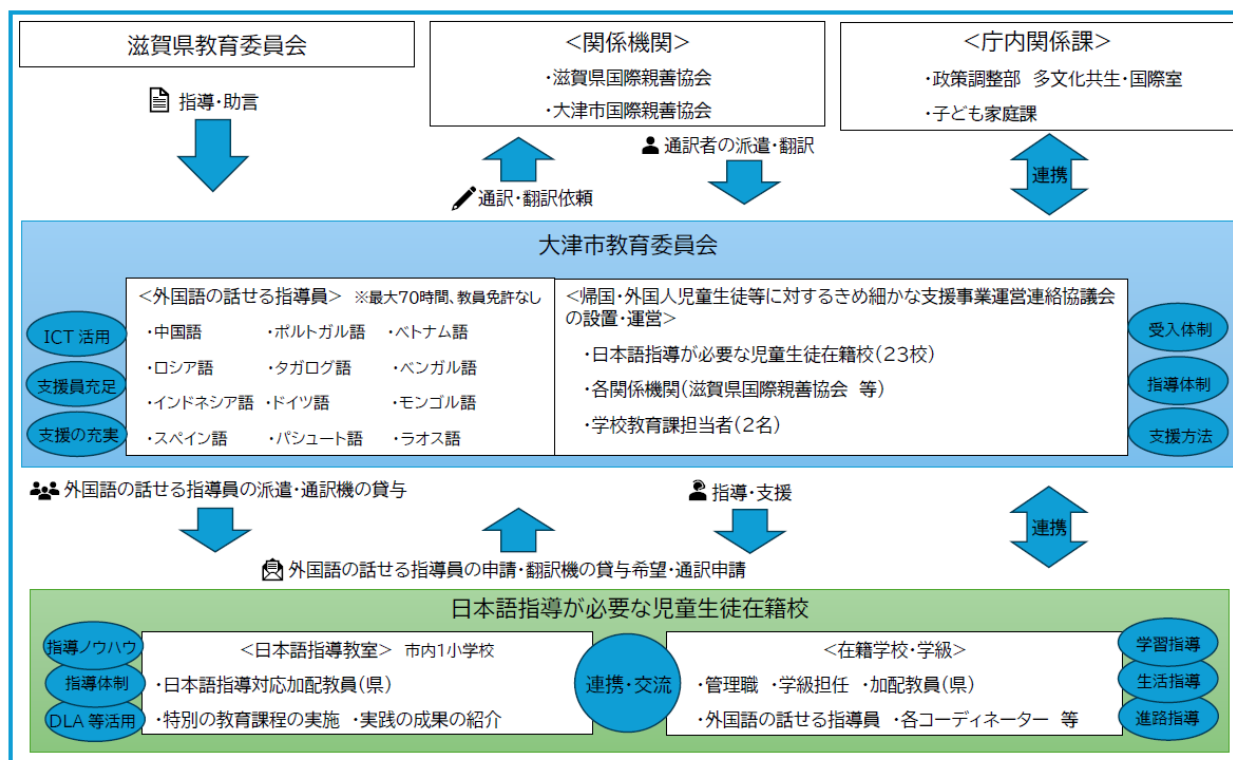 滋賀県教育委員会
<関係機関>
・滋賀県国際親善協会
・大津市国際親善協会
<庁内関係課>
・政策調整部 多文化共生・国際室
・子ども家庭課
指導・助言
通訳者の派遣・翻訳
通訳・翻訳依頼
連携
大津市教育委員会
<外国語の話せる指導員> ※最大70時間、教員免許なし
・中国語 ・ポルトガル語 ・ベトナム語
・ロシア語 ・タガログ語 ・ベンガル語
・インドネシア語 ・ドイツ語 ・モンゴル語
・スペイン語 ・パシュート語 ・ラオス語
ICT 活用
支援員充足
支援の充実
<帰国・外国人児童生徒等に対するきめ細かな支援事業運営連絡協議会
の設置・運営>
・日本語指導が必要な児童生徒在籍校(23校)
・各関係機関(滋賀県国際親善協会 等)
・学校教育課担当者(2名)
受入体制
指導体制
支援方法
外国語の話せる指導員の派遣・通訳機の貸与
指導・支援
連携
外国語の話せる指導員の申請・翻訳機の貸与希望・通訳申請
日本語指導が必要な児童生徒在籍校
指導ノウハウ
指導体制
DLA 等活用
<日本語指導教室> 市内1小学校
・日本語指導対応加配教員(県)
・特別の教育課程の実施 ・実践の成果の紹介
連携・交流
<在籍学校・学級>
・管理職 ・学級担任 ・加配教員(県)
・外国語の話せる指導員 ・各コーディネーター 等
学習指導
生活指導
進路指導